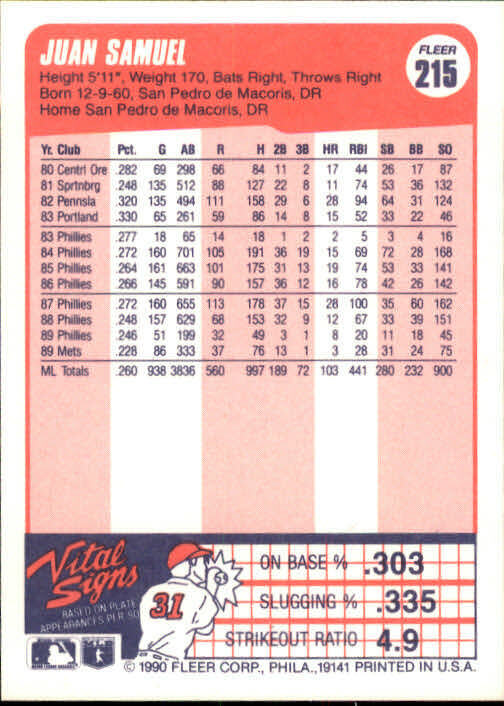 JUAN SAMUEL
FLEER
215
Height 5'11", Weight 170, Bats Right, Throws Right
Born 12-9-60, San Pedro de Macoris, DR
Home San Pedro de Macoris, DR
Yr. Club Pct. G AB R H 2B 3B HR RBI SB BB SO
80 Centrl Ore .282 69 298 66 84 11 2 17 44 26 17 87
81 Sprtnbrg .248 135 512 88 127 22 8 11 74 53 36 132
82 Pennsla .320 135 494 111 158 29 6 28 94 64 31 124
83 Portland .330 65 261 59 86 14 8 15 52 33 22 46
83 Phillies .277 18 65 14 18 1 2 2 5 3 4 16
84 Phillies .272 160 701 105 191 36 19 15 69 72 28 168
85 Phillies .264 161 663 101 175 31 13 19 74 53 33 141
86 Phillies .266 145 591 90 157 36 12 16 78 42 26 142
87 Phillies .272 160 655 113 178 37 15 28 100 35 60 162
88 Phillies .248 157 629 68 153 32 9 12 67 33 39 151
89 Phillies .246 51 199 32 49 3 1 8 20 11 18 45
89 Mets .228 86 333 37 76 13 1 3 28 31 24 75
ML Totals .260 938 3836 560 997 189 72 103 441 280 232 900
Vital Signs
BASED ON PLATE
APPEARANCES PER SO
31
ON BASE % .303
SLUGGING % .335
STRIKEOUT RATIO 4.9
© 1990 FLEER CORP., PHILA., 19141 PRINTED IN U.S.A.